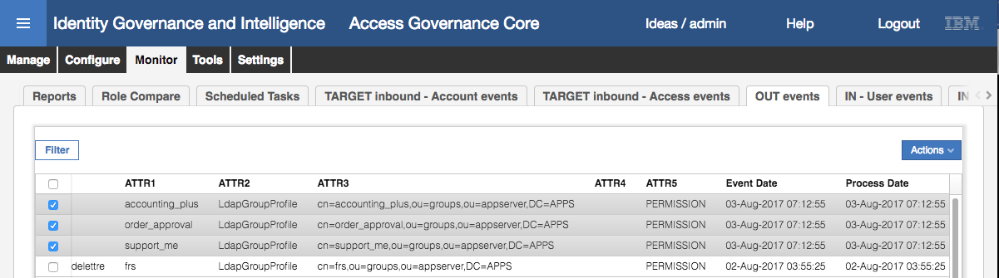 Identity Governance and Intelligence Access Governance Core Ideas / admin Help Logout IBM
Manage Configure Monitor Tools Settings
Reports Role Compare Scheduled Tasks TARGET inbound - Account events TARGET inbound - Access events OUT events IN - User events IN
Filter Actions
ATTR1 ATTR2 ATTR3 ATTR4 ATTR5 Event Date Process Date
accounting_plus LdapGroupProfile cn=accounting_plus,ou=groups,ou=appserver,DC=APPS PERMISSION 03-Aug-2017 07:12:55 03-Aug-2017 07:12:55
order_approval LdapGroupProfile cn=order_approval,ou=groups,ou=appserver,DC=APPS PERMISSION 03-Aug-2017 07:12:55 03-Aug-2017 07:12:55
support_me LdapGroupProfile cn=support_me,ou=groups,ou=appserver,DC=APPS PERMISSION 03-Aug-2017 07:12:55 03-Aug-2017 07:12:55
delettre frs LdapGroupProfile cn=frs,ou=groups,ou=appserver,DC=APPS PERMISSION 02-Aug-2017 03:55:25 02-Aug-2017 03:55:25